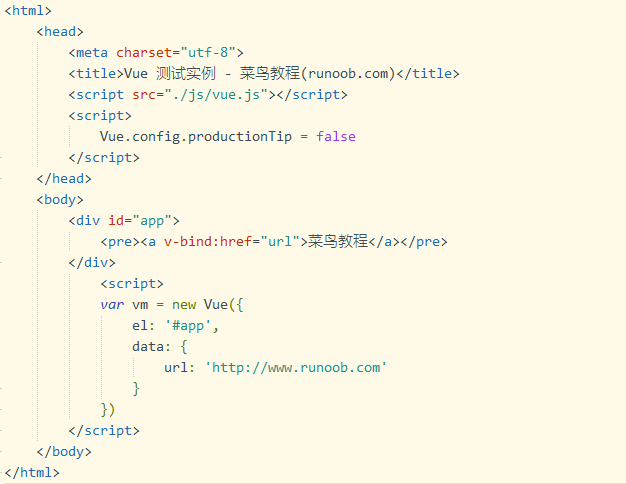 <html>
<head>
<meta charset="utf-8">
<title>Vue 测试实例 - 菜鸟教程(runoob.com)</title>
<script src="./js/vue.js"></script>
<script>
Vue.config.productionTip = false
</script>
</head>
<body>
<div id="app">
<pre><a v-bind:href="url">菜鸟教程</a></pre>
</div>
<script>
var vm = new Vue({
el: '#app',
data: {
url: 'http://www.runoob.com'
}
})
</script>
</body>
</html>